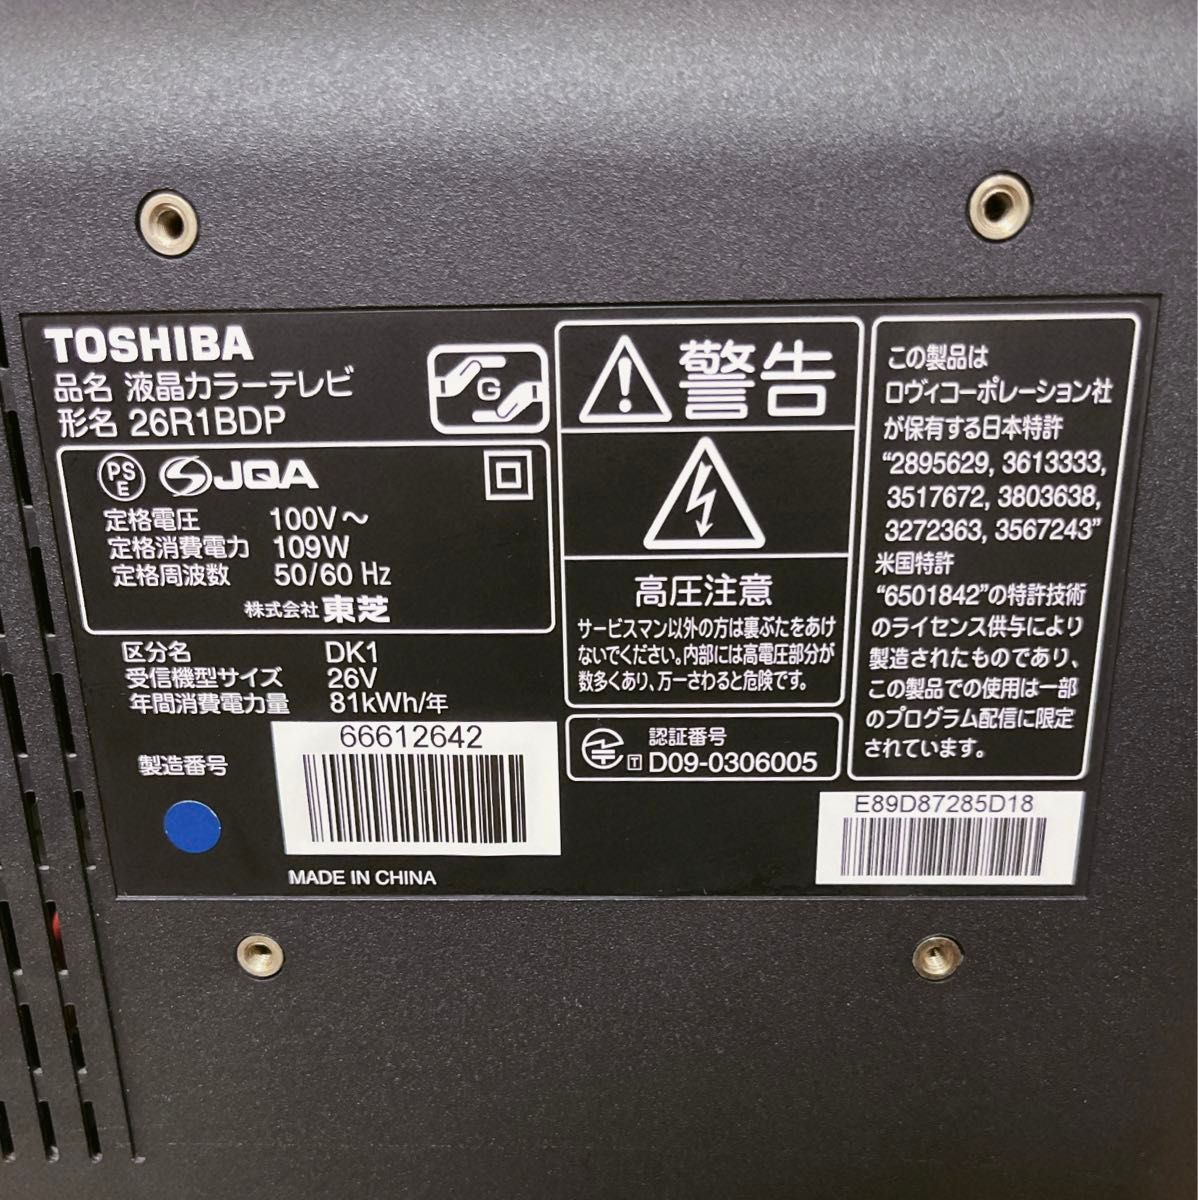 TOSHIBA
品名 液晶カラーテレビ
形名 26R1BDP
G
PS
E
JQA
定格電圧 100V～
定格消費電力 109W
定格周波数 50/60 Hz
株式会社 東芝
区分名 DK1
受信機型サイズ 26V
年間消費電力量 81kWh/年
製造番号
66612642
MADE IN CHINA
警告
高圧注意
サービスマン以外の方は裏ぶたをあけ
ないでください。内部には高電圧部分が
数多くあり、万一さわると危険です。
認証番号
T D09-0306005
この製品は
ロヴィコーポレーション社
が保有する日本特許
“2895629, 3613333,
3517672, 3803638,
3272363, 3567243”
米国特許
“6501842”の特許技術
のライセンス供与により
製造されたものであり、
この製品での使用は一部
のプログラム配信に限定
されています。
E89D87285D18